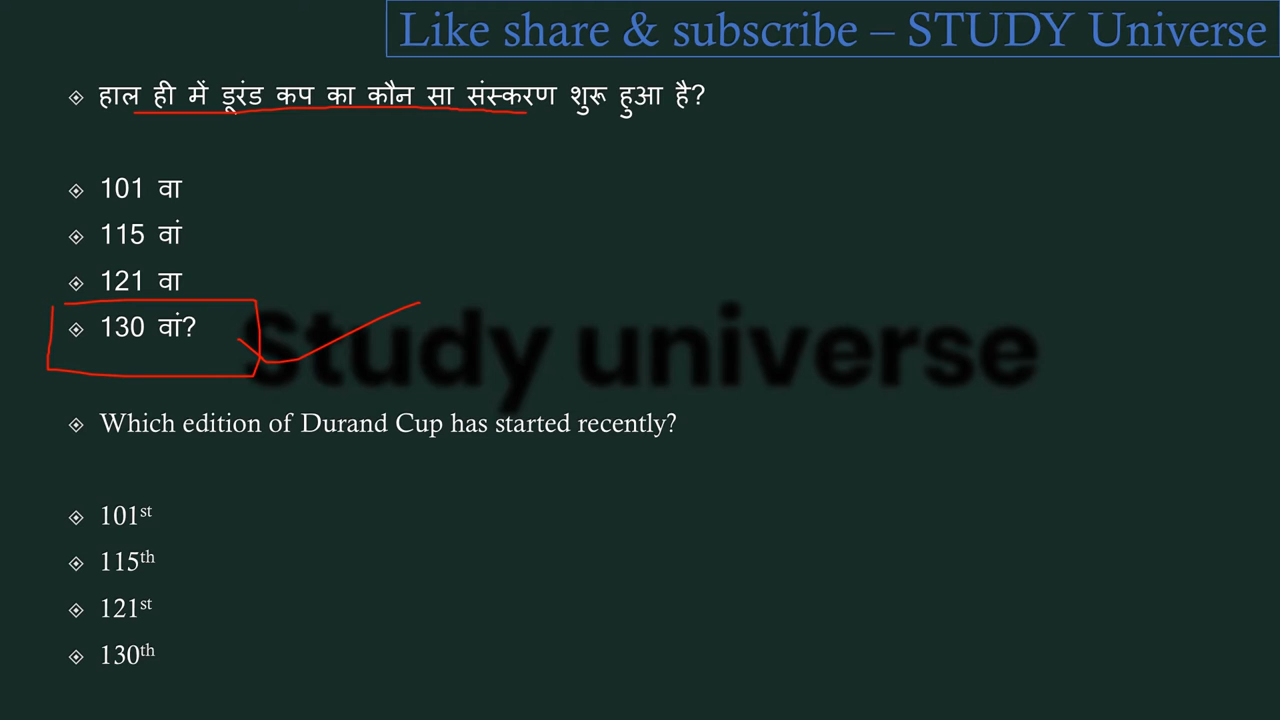 Like share & subscribe – STUDY Universe
हाल ही में डूरंड कप का कौन सा संस्करण शुरू हुआ है?
101 वा
115 वां
121 वा
130 वां?
Study universe
Which edition of Durand Cup has started recently?
101st
115th
121st
130th